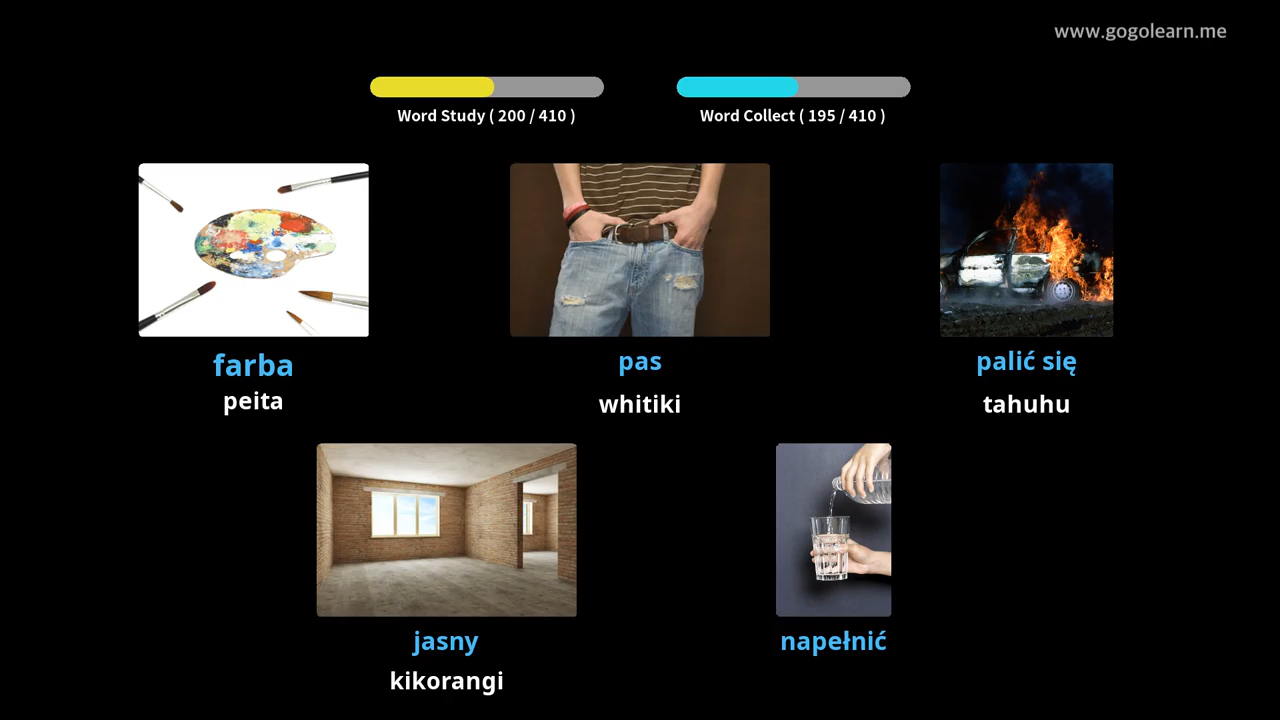 www.gogolearn.me
Word Study ( 200 / 410 )
Word Collect ( 195 / 410 )
farba
peita
pas
whitiki
palić się
tahuhu
jasny
kikorangi
napełnić